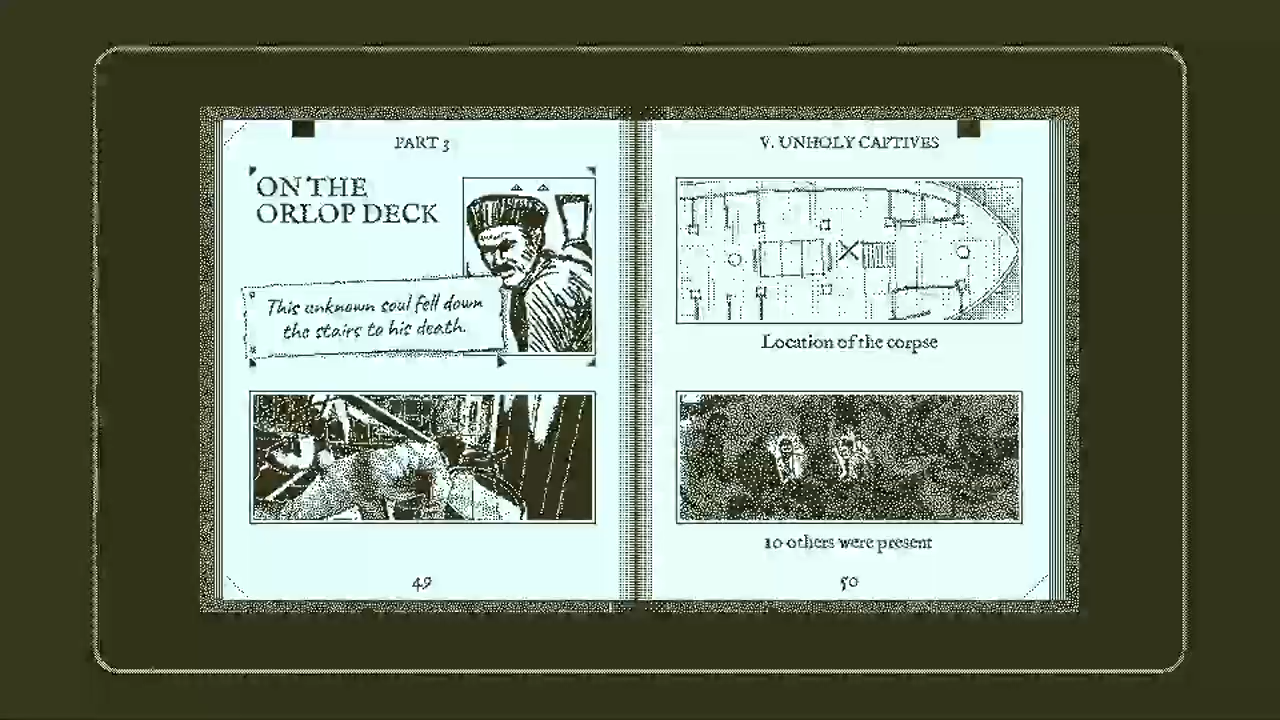 PART 3
ON THE
ORLOP DECK
This unknown soul fell down
the stairs to his death.
49
V. UNHOLY CAPTIVES
Location of the corpse
10 others were present
50